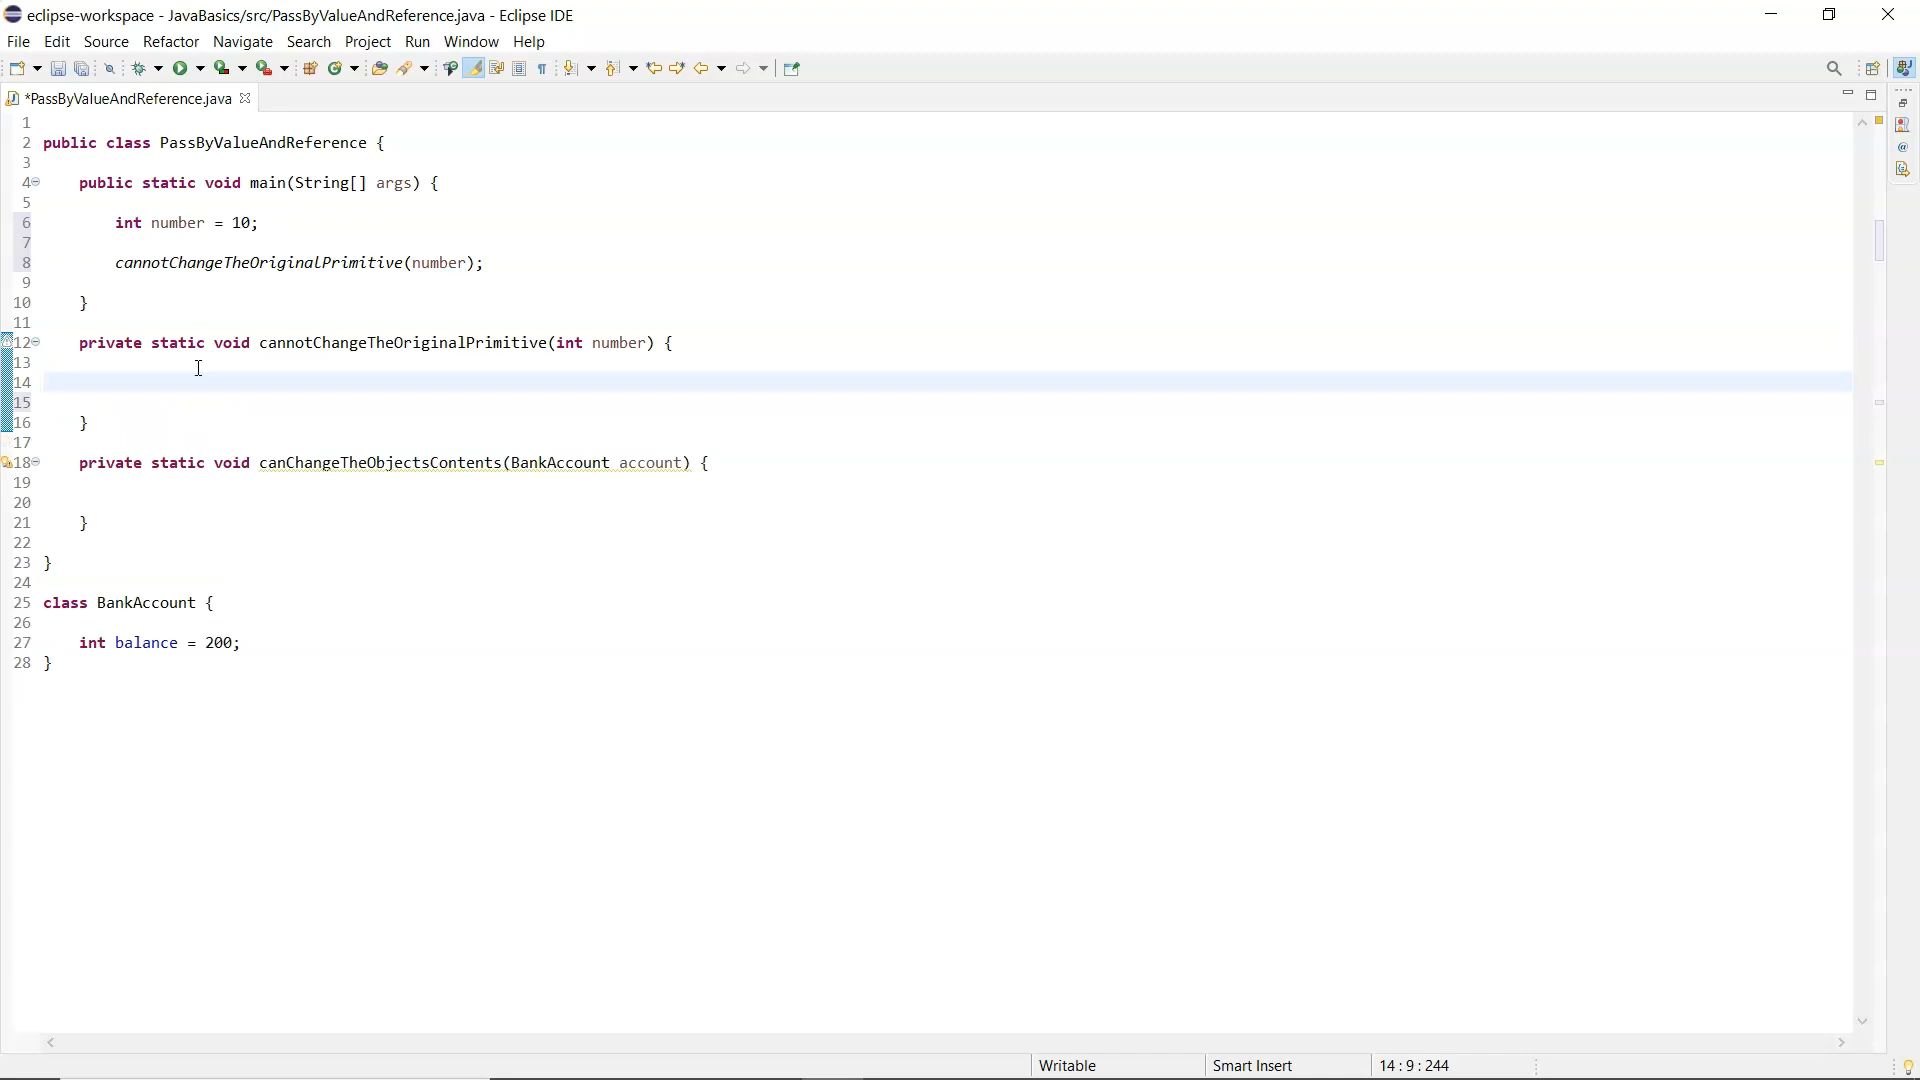 eclipse-workspace - JavaBasics/src/PassByValueAndReference.java - Eclipse IDE
File Edit Source Refactor Navigate Search Project Run Window Help
*PassByValueAndReference.java
1
2 public class PassByValueAndReference {
3
4 public static void main(String[] args) {
5
6 int number = 10;
7
8 cannotChangeTheOriginalPrimitive(number);
9
10 }
11
12 private static void cannotChangeTheOriginalPrimitive(int number) {
13
14
15
16 }
17
18 private static void canChangeTheObjectsContents(BankAccount account) {
19
20
21 }
22
23 }
24
25 class BankAccount {
26
27 int balance = 200;
28 }
Writable Smart Insert 14 : 9 : 244